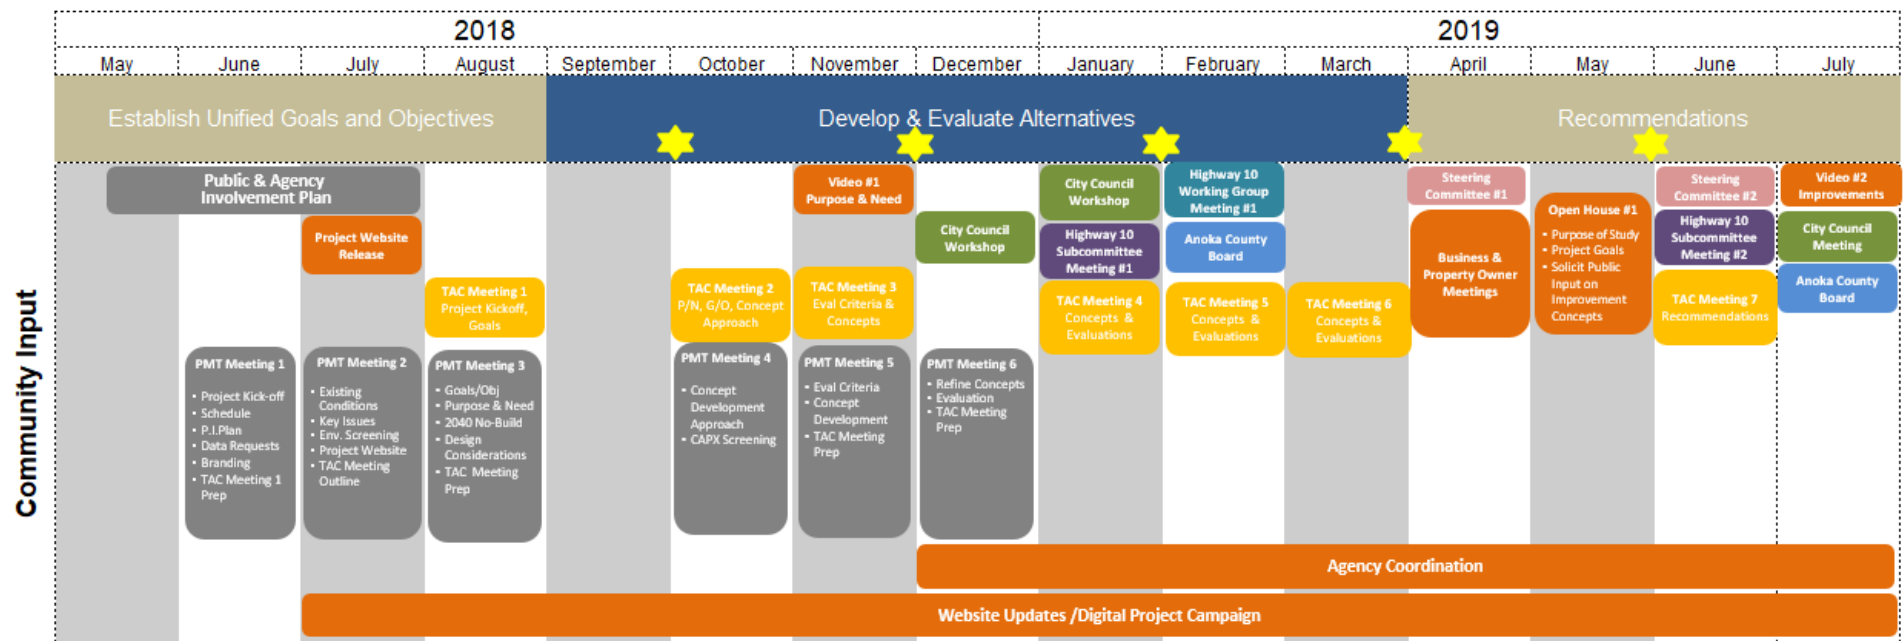 2018
2019
May
June
July
August
September
October
November
December
January
February
March
April
May
June
July
Establish Unified Goals and Objectives
Develop & Evaluate Alternatives
Recommendations
Community Input
Public & Agency
Involvement Plan
Project Website
Release
TAC Meeting 1
Project Kickoff,
Goals
PMT Meeting 1
▪ Project Kick-off
▪ Schedule
▪ P.I.Plan
▪ Data Requests
▪ Branding
▪ TAC Meeting 1
Prep
PMT Meeting 2
▪ Existing
Conditions
▪ Key Issues
▪ Env. Screening
▪ Project Website
▪ TAC Meeting
Outline
PMT Meeting 3
▪ Goals/Obj
▪ Purpose & Need
▪ 2040 No-Build
▪ Design
Considerations
▪ TAC Meeting
Prep
TAC Meeting 2
P/N, G/O, Concept
Approach
PMT Meeting 4
▪ Concept
Development
Approach
▪ CAPX Screening
Video #1
Purpose & Need
TAC Meeting 3
Eval Criteria &
Concepts
PMT Meeting 5
▪ Eval Criteria
▪ Concept
Development
▪ TAC Meeting
Prep
City Council
Workshop
PMT Meeting 6
▪ Refine Concepts
▪ Evaluation
▪ TAC Meeting
Prep
City Council
Workshop
Highway 10
Subcommittee
Meeting #1
TAC Meeting 4
Concepts &
Evaluations
Highway 10
Working Group
Meeting #1
Anoka County
Board
TAC Meeting 5
Concepts &
Evaluations
TAC Meeting 6
Concepts &
Evaluations
Steering
Committee #1
Business &
Property Owner
Meetings
Open House #1
▪ Purpose of Study
▪ Project Goals
▪ Solicit Public
Input on
Improvement
Concepts
Steering
Committee #2
Highway 10
Subcommittee
Meeting #2
TAC Meeting 7
Recommendations
Video #2
Improvements
City Council
Meeting
Anoka County
Board
Agency Coordination
Website Updates /Digital Project Campaign